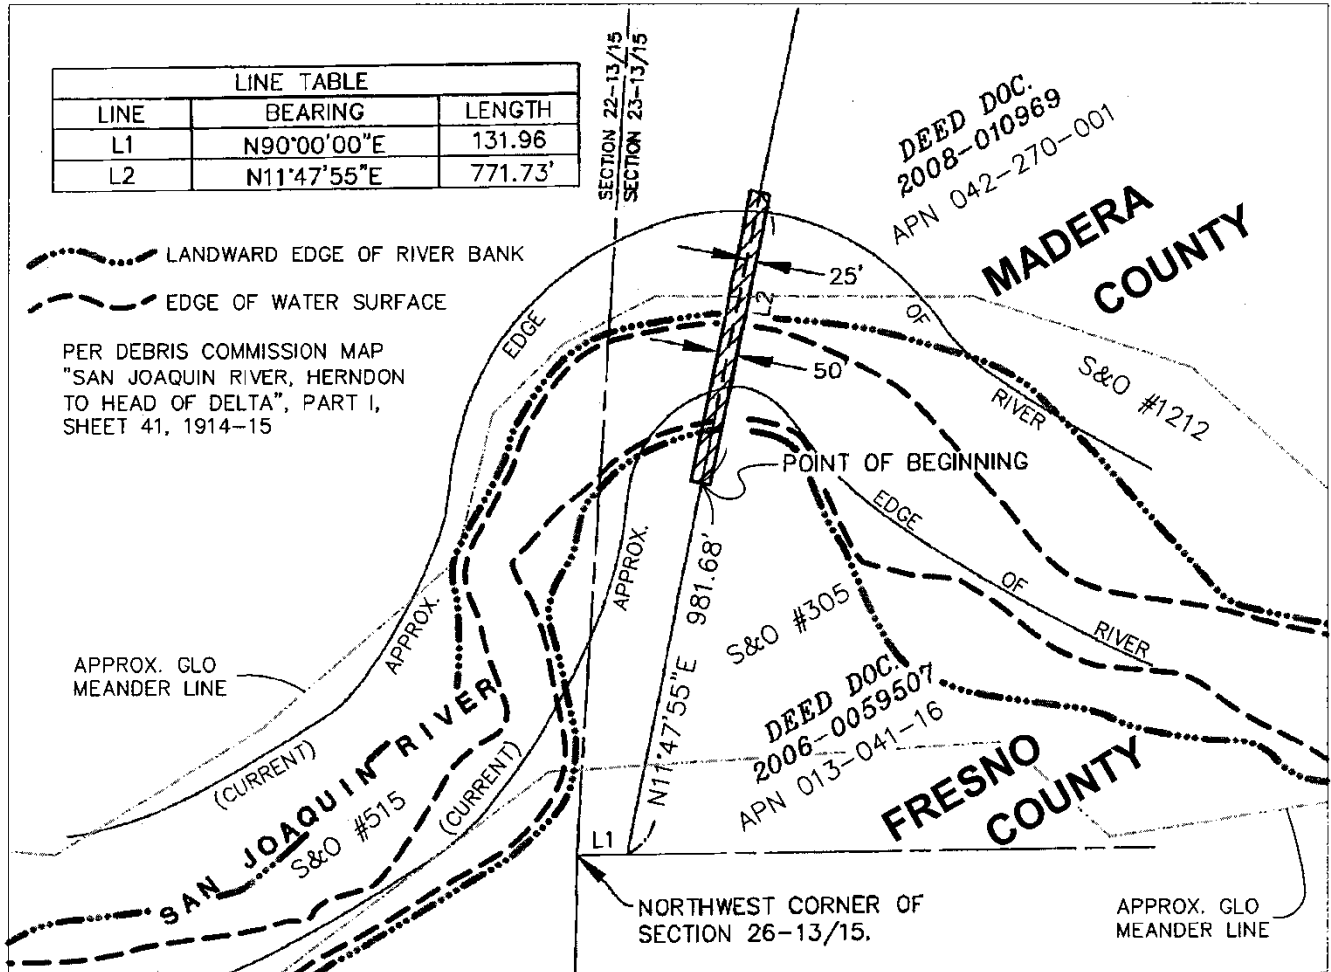 LINE TABLE
LINE BEARING LENGTH
L1 N90°00'00"E 131.96
L2 N11°47'55"E 771.73'
LANDWARD EDGE OF RIVER BANK
EDGE OF WATER SURFACE
PER DEBRIS COMMISSION MAP
"SAN JOAQUIN RIVER, HERNDON
TO HEAD OF DELTA", PART I,
SHEET 41, 1914-15
SECTION 22-13/15
SECTION 23-13/15
DEED DOC.
2008-010969
APN 042-270-001
MADERA
COUNTY
25'
L2
50'
EDGE
OF
RIVER
S&O #1212
POINT OF BEGINNING
EDGE
OF
RIVER
APPROX.
APPROX.
N11°47'55"E 981.68'
S&O #305
DEED DOC.
2006-0059507
APN 013-041-16
FRESNO
COUNTY
APPROX. GLO
MEANDER LINE
(CURRENT)
(CURRENT)
SAN JOAQUIN RIVER
S&O #515
L1
NORTHWEST CORNER OF
SECTION 26-13/15.
APPROX. GLO
MEANDER LINE